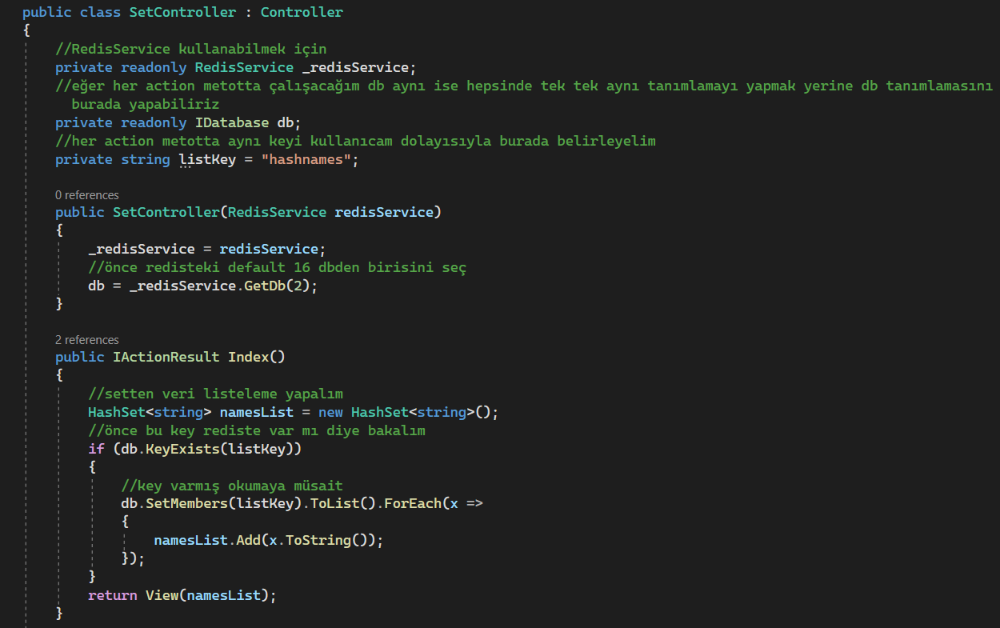 public class SetController : Controller
{
//RedisService kullanabilmek için
private readonly RedisService _redisService;
//eğer her action metotta çalışacağım db aynı ise hepsinde tek tek aynı tanımlamayı yapmak yerine db tanımlamasını
burada yapabiliriz
private readonly IDatabase db;
//her action metotta aynı keyi kullanıcam dolayısıyla burada belirleyelim
private string listKey = "hashnames";
0 references
public SetController(RedisService redisService)
{
_redisService = redisService;
//önce redisteki default 16 dbden birisini seç
db = _redisService.GetDb(2);
}
2 references
public IActionResult Index()
{
//setten veri listeleme yapalım
HashSet<string> namesList = new HashSet<string>();
//önce bu key rediste var mı diye bakalım
if (db.KeyExists(listKey))
{
//key varmış okumaya müsait
db.SetMembers(listKey).ToList().ForEach(x =>
{
namesList.Add(x.ToString());
});
}
return View(namesList);
}